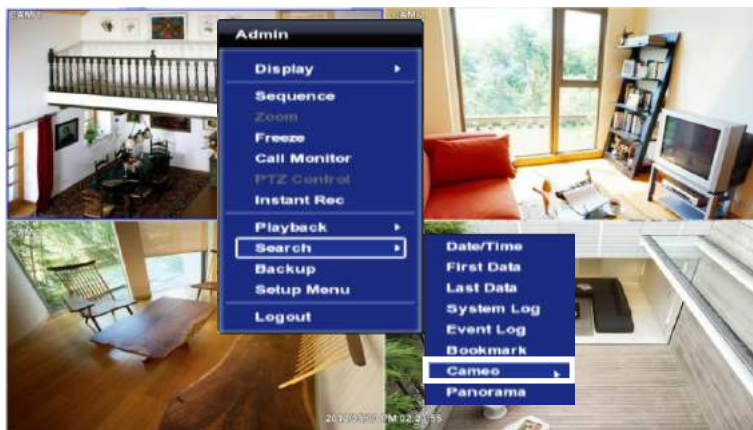 CAM1
Admin
Display
Sequence
Zoom
Freeze
Call Monitor
PTZ Control
Instant Rec
Playback
Search
Backup
Setup Menu
Logout
Date/Time
First Data
Last Data
System Log
Event Log
Bookmark
Cameo
Panorama